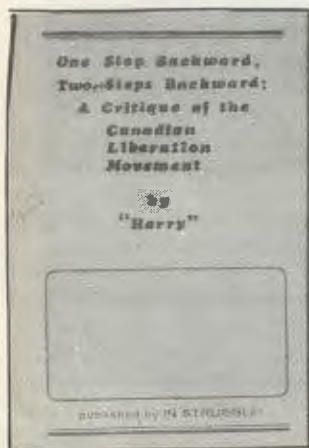 One Step Backward,
Two Steps Backward:
A Critique of the
Canadian
Liberation
Movement
by
"Harry"
published by IN STRUGGLE!